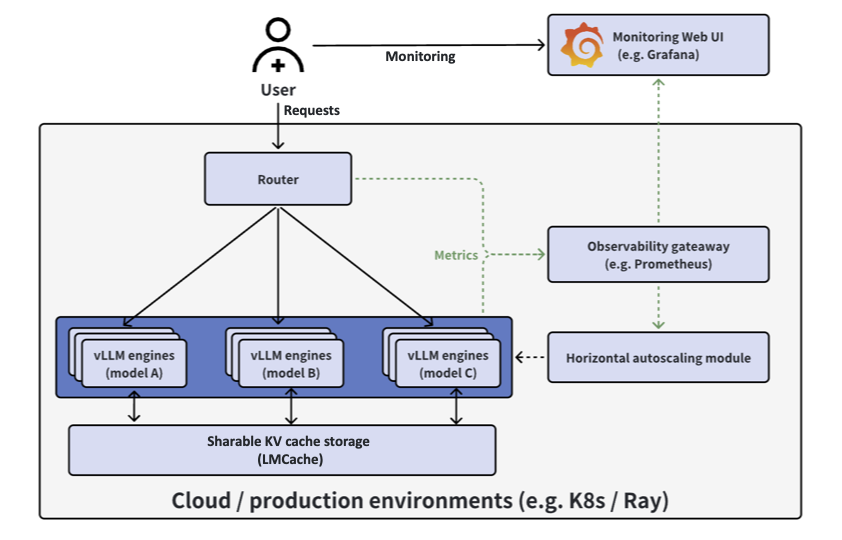 Monitoring Web UI
(e.g. Grafana)
Monitoring
User
Requests
Router
Metrics
Observability gateaway
(e.g. Prometheus)
vLLM engines
(model A)
vLLM engines
(model B)
vLLM engines
(model C)
Horizontal autoscaling module
Sharable KV cache storage
(LMCache)
Cloud / production environments (e.g. K8s / Ray)